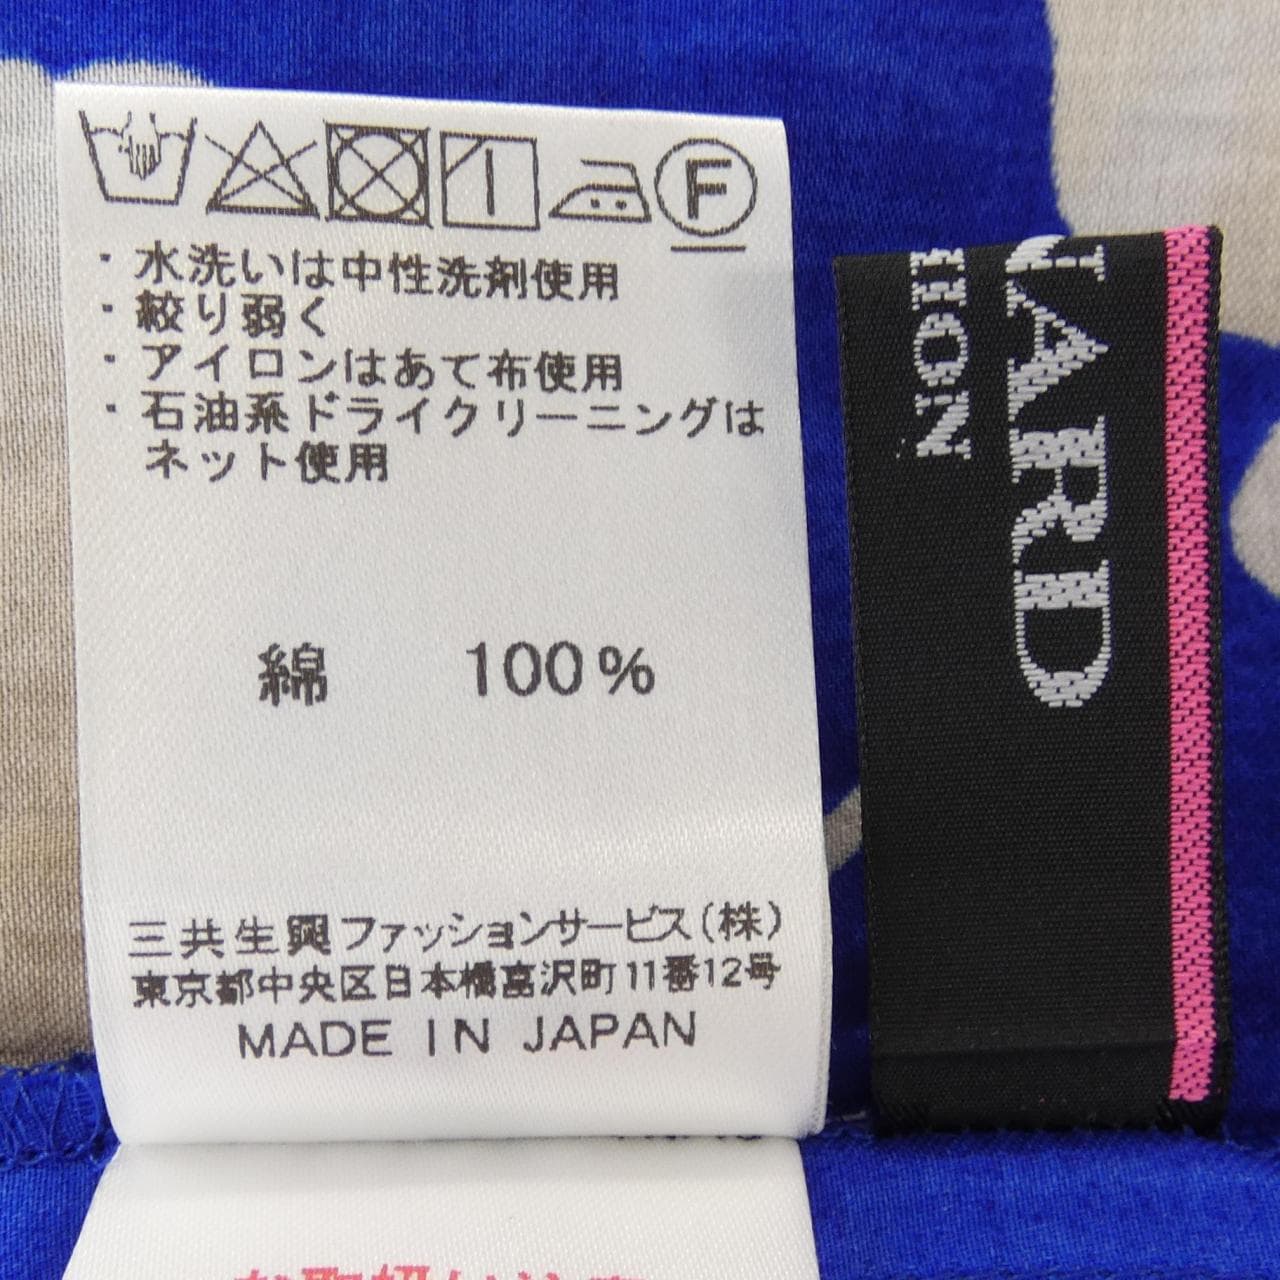 F
・水洗いは中性洗剤使用
・絞り弱く
・アイロンはあて布使用
・石油系ドライクリーニングは
ネット使用
綿 100%
三共生興ファッションサービス(株)
東京都中央区日本橋富沢町11番12号
MADE IN JAPAN
NARD
HION